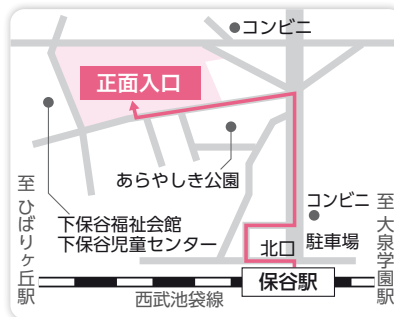 コンビニ
正面入口
あらやしき公園
コンビニ
駐車場
下保谷福祉会館
下保谷児童センター
至 ひばりヶ丘駅
至 大泉学園駅
北口
保谷駅
西武池袋線